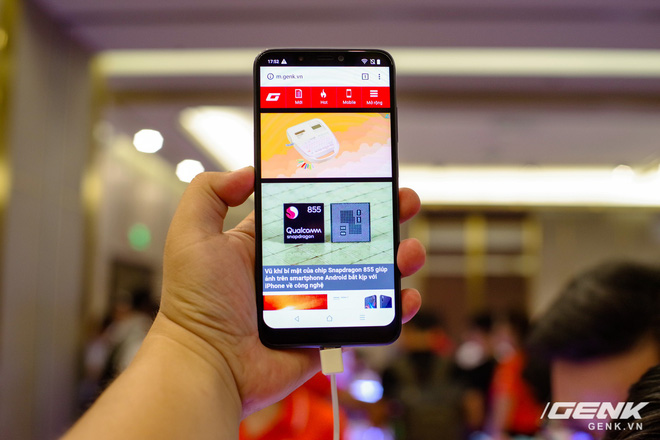 17:52
m.genk.vn
1
G
Mới
Hot
Mobile
Mở rộng
855
Qualcomm
snapdragon
Vũ khí bí mật của chip Snapdragon 855 giúp
ảnh trên smartphone Android bắt kịp với
iPhone về công nghệ
GENK
GENK.VN